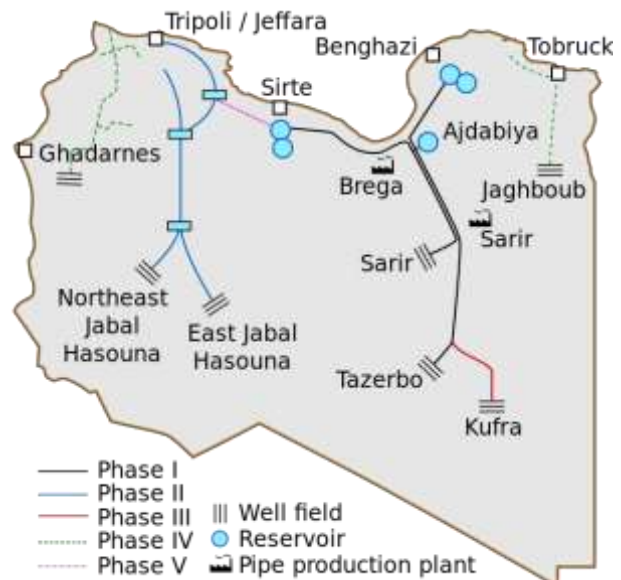 Tripoli / Jeffara
Benghazi
Tobruck
Sirte
Ajdabiya
Ghadarnes
Brega
Jaghboub
Sarir
Sarir
Northeast
Jabal
Hasouna
East Jabal
Hasouna
Tazerbo
Kufra
Phase I
Phase II
Phase III
Phase IV
Phase V
Well field
Reservoir
Pipe production plant